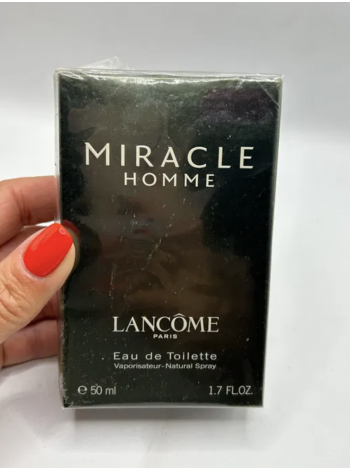 MIRACLE
HOMME
LANCÔME
PARIS
Eau de Toilette
Vaporisateur-Natural Spray
℮ 50 ml 1.7 FL.OZ.